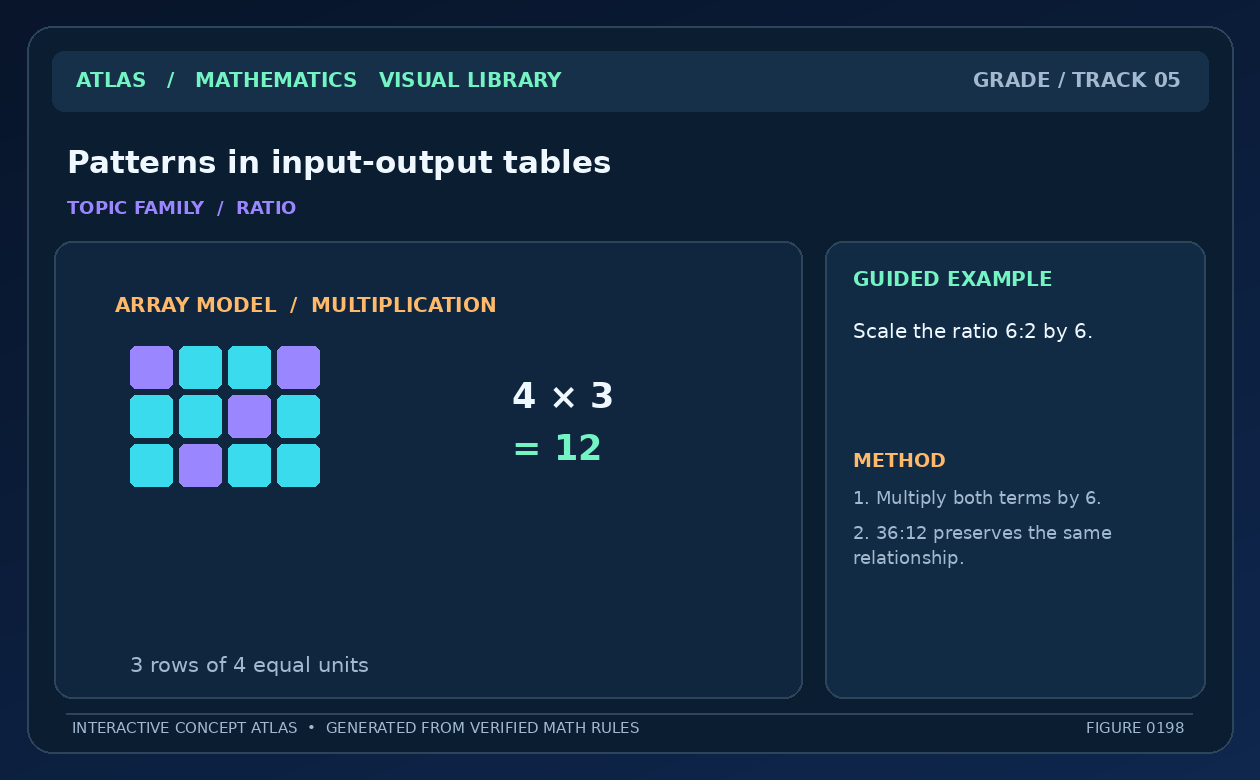 ATLAS / MATHEMATICS VISUAL LIBRARY
GRADE / TRACK 05
Patterns in input-output tables
TOPIC FAMILY / RATIO
ARRAY MODEL / MULTIPLICATION
4 × 3
= 12
3 rows of 4 equal units
GUIDED EXAMPLE
Scale the ratio 6:2 by 6.
METHOD
1. Multiply both terms by 6.
2. 36:12 preserves the same
relationship.
INTERACTIVE CONCEPT ATLAS • GENERATED FROM VERIFIED MATH RULES
FIGURE 0198